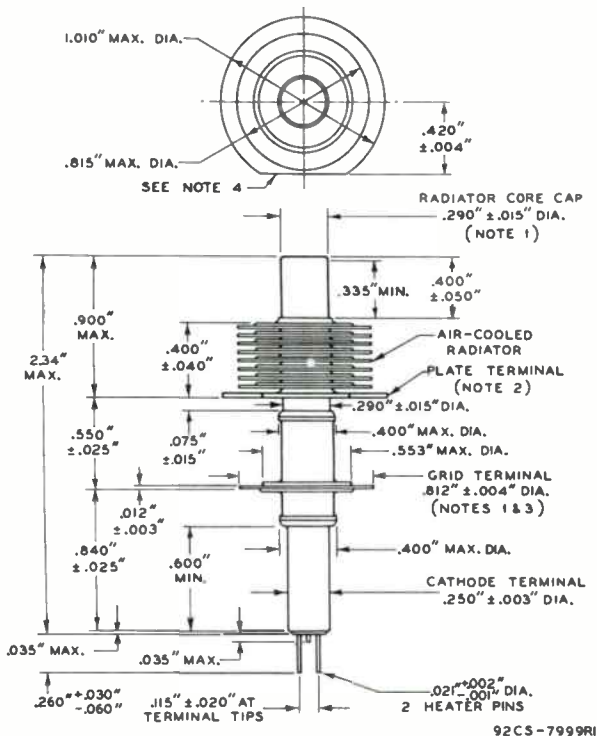 1.010" MAX. DIA.
.420"
±.004"
.815" MAX. DIA.
SEE NOTE 4
RADIATOR CORE CAP
.290" ±.015" DIA.
(NOTE 1)
.335" MIN.
.400"
±.050"
.900"
MAX.
2.34"
MAX.
.400"
±.040"
AIR-COOLED
RADIATOR
PLATE TERMINAL
(NOTE 2)
.290" ±.015" DIA.
.550"
±.025"
.075"
±.015"
.400" MAX. DIA.
.553" MAX. DIA.
GRID TERMINAL
.812" ±.004" DIA.
(NOTES 1 & 3)
.012"
±.003"
.840"
±.025"
.600"
MIN.
.400" MAX. DIA.
CATHODE TERMINAL
.250" ±.003" DIA.
.035" MAX.
.035" MAX.
.260" +.030"
-.060"
.115" ±.020" AT
TERMINAL TIPS
.021" +.002"
-.001" DIA.
2 HEATER PINS
92CS-7999R1